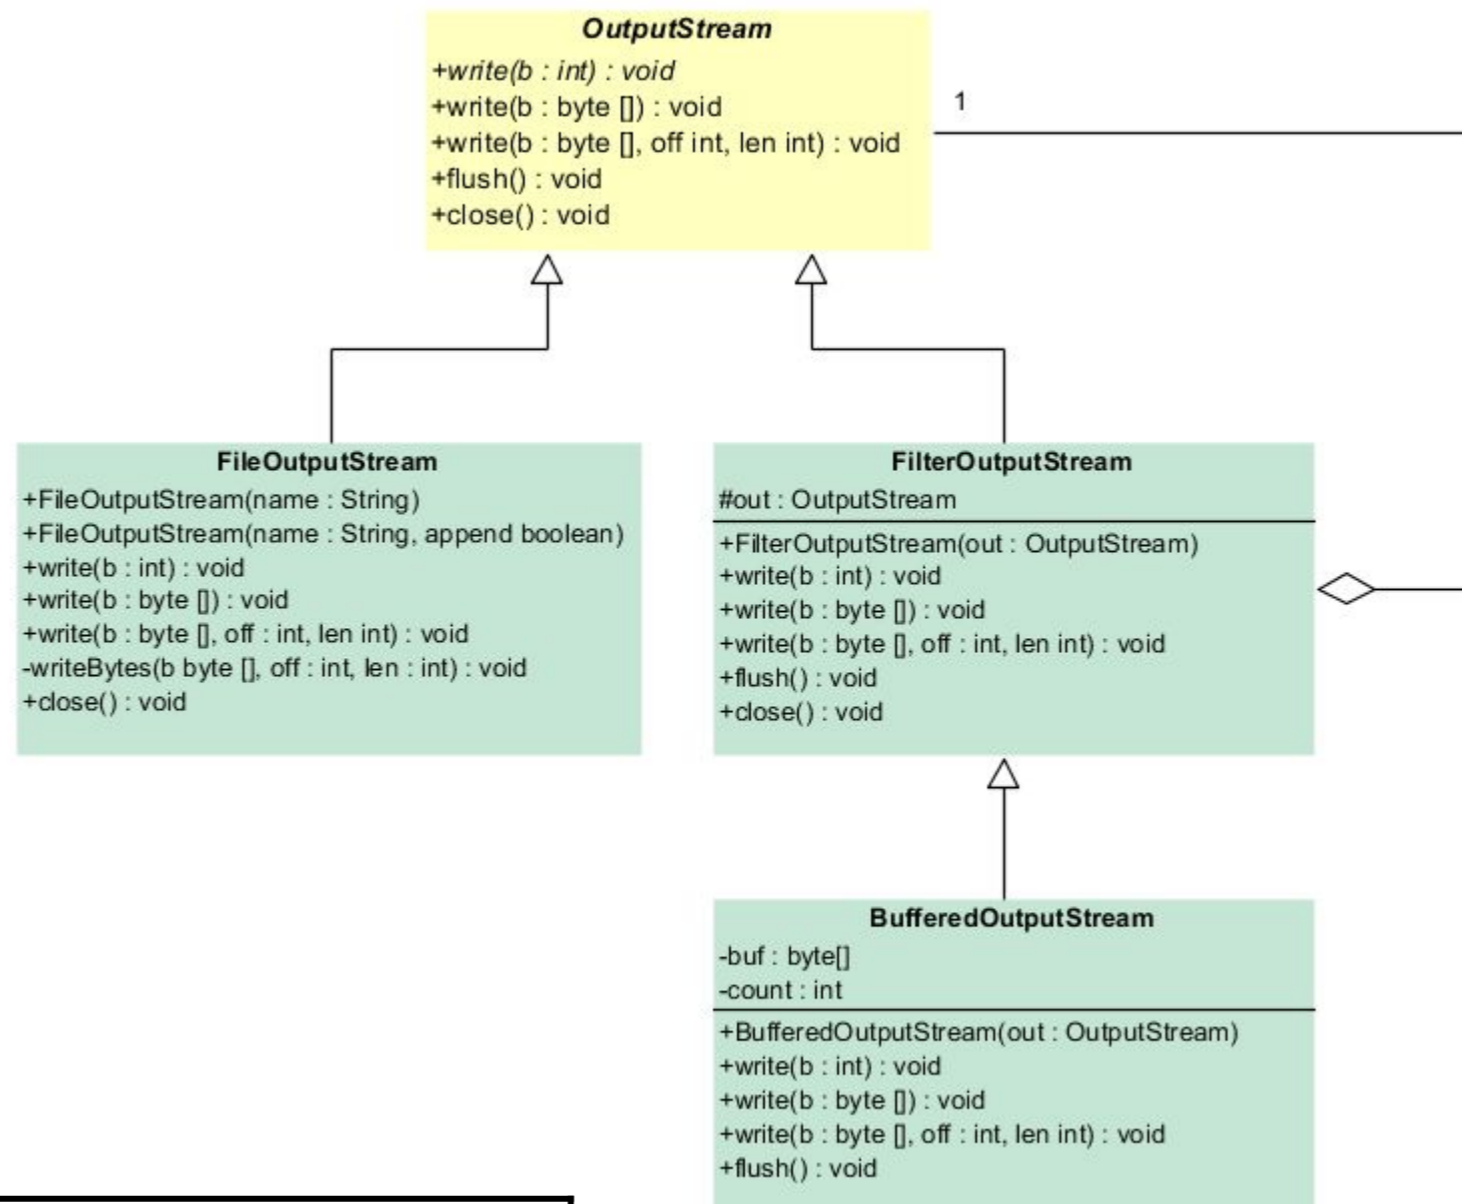 OutputStream
+write(b : int) : void
+write(b : byte []) : void
+write(b : byte [], off int, len int) : void
+flush() : void
+close() : void
1
FileOutputStream
+FileOutputStream(name : String)
+FileOutputStream(name : String, append boolean)
+write(b : int) : void
+write(b : byte []) : void
+write(b : byte [], off : int, len int) : void
-writeBytes(b byte [], off : int, len : int) : void
+close() : void
FilterOutputStream
#out : OutputStream
+FilterOutputStream(out : OutputStream)
+write(b : int) : void
+write(b : byte []) : void
+write(b : byte [], off : int, len int) : void
+flush() : void
+close() : void
BufferedOutputStream
-buf : byte[]
-count : int
+BufferedOutputStream(out : OutputStream)
+write(b : int) : void
+write(b : byte []) : void
+write(b : byte [], off : int, len int) : void
+flush() : void